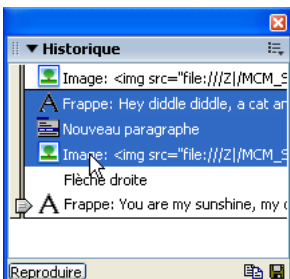 Historique
Image: <img src="file:///Z|/MCM_S
Frappe: Hey diddle diddle, a cat an
Nouveau paragraphe
Image: <img src="file:///Z|/MCM_S
Flèche droite
Frappe: You are my sunshine, my
Reproduire